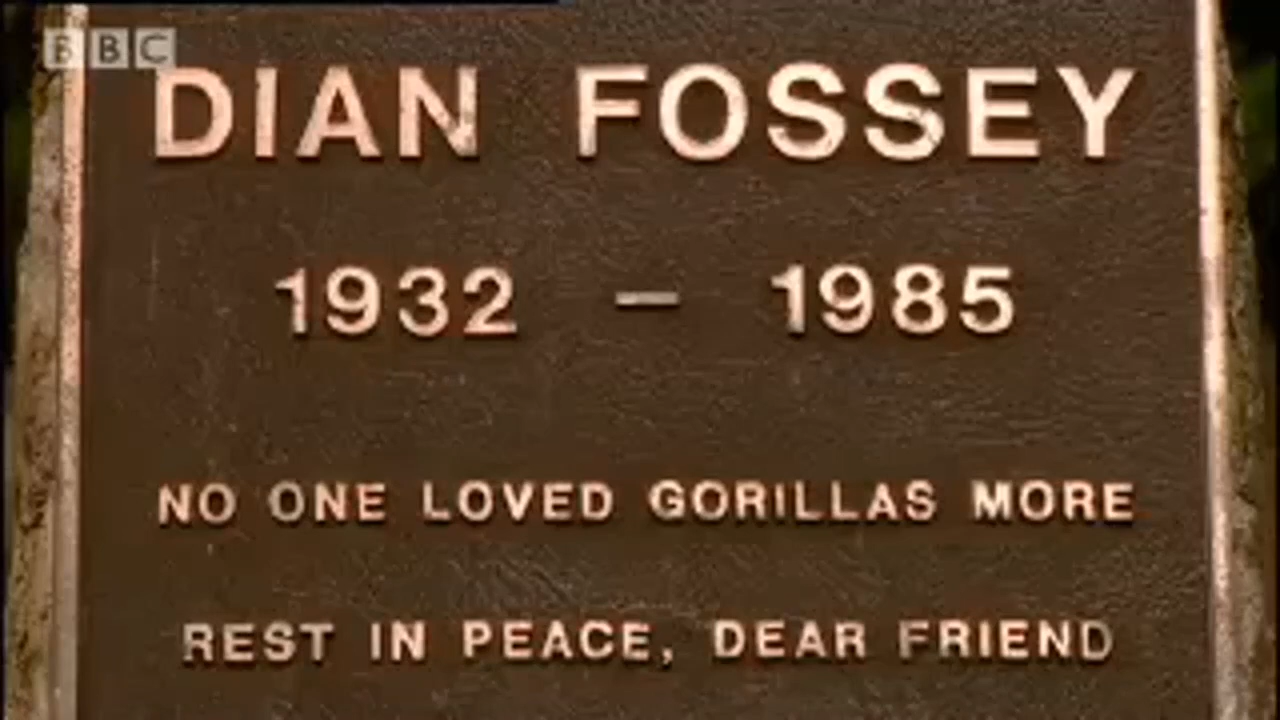 BBC
DIAN FOSSEY
1932 – 1985
NO ONE LOVED GORILLAS MORE
REST IN PEACE, DEAR FRIEND